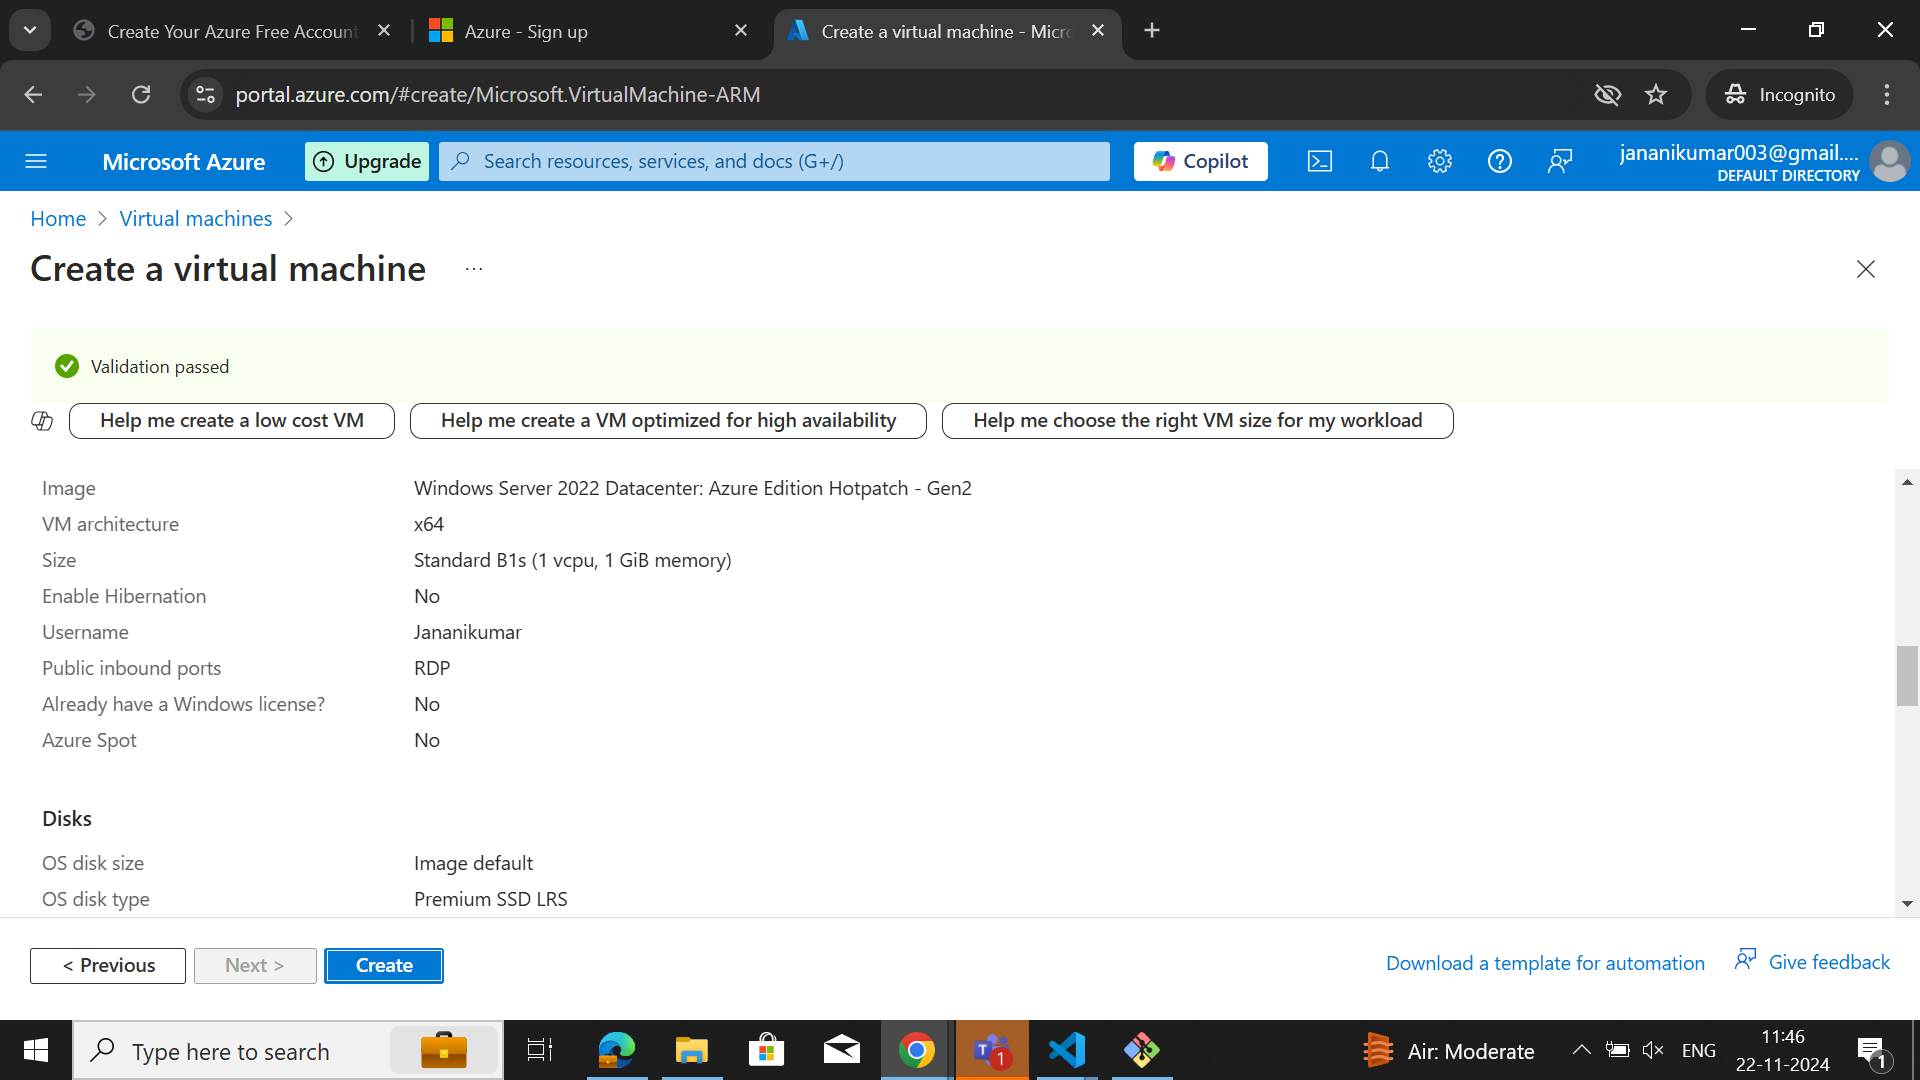 Create Your Azure Free Account
Azure - Sign up
Create a virtual machine - Micro
portal.azure.com/#create/Microsoft.VirtualMachine-ARM
Incognito
Microsoft Azure
Upgrade
Search resources, services, and docs (G+/)
Copilot
jananikumar003@gmail....
DEFAULT DIRECTORY
Home > Virtual machines >
Create a virtual machine ...
Validation passed
Help me create a low cost VM
Help me create a VM optimized for high availability
Help me choose the right VM size for my workload
Image Windows Server 2022 Datacenter: Azure Edition Hotpatch - Gen2
VM architecture x64
Size Standard B1s (1 vcpu, 1 GiB memory)
Enable Hibernation No
Username Jananikumar
Public inbound ports RDP
Already have a Windows license? No
Azure Spot No
Disks
OS disk size Image default
OS disk type Premium SSD LRS
< Previous
Next >
Create
Download a template for automation
Give feedback
Type here to search
1
Air: Moderate
ENG
11:46
22-11-2024
1